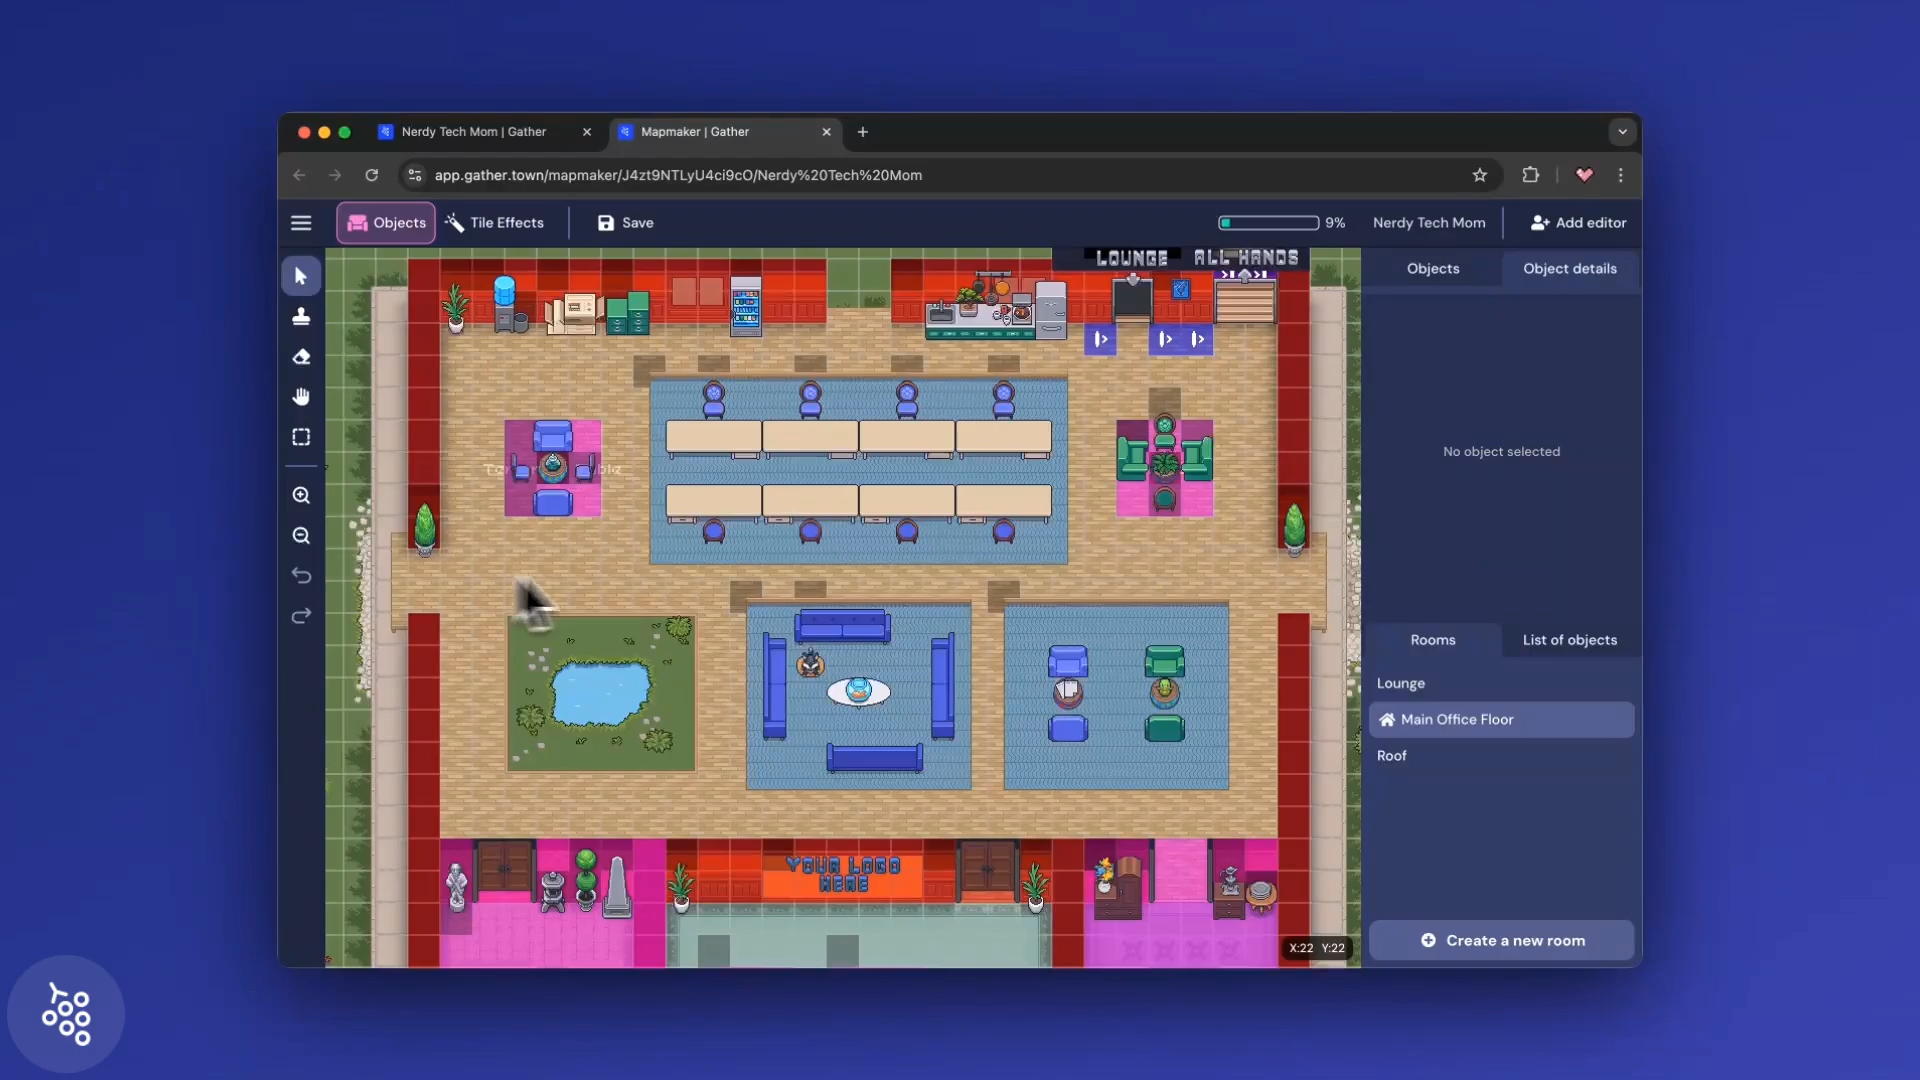 Nerdy Tech Mom | Gather
Mapmaker | Gather
app.gather.town/mapmaker/J4zt9NTLyU4ci9cO/Nerdy%20Tech%20Mom
Objects
Tile Effects
Save
9%
Nerdy Tech Mom
Add editor
LOUNGE
ALL HANDS
Objects
Object details
No object selected
Rooms
List of objects
Lounge
Main Office Floor
Roof
YOUR LOGO
HERE
X:22 Y:22
Create a new room